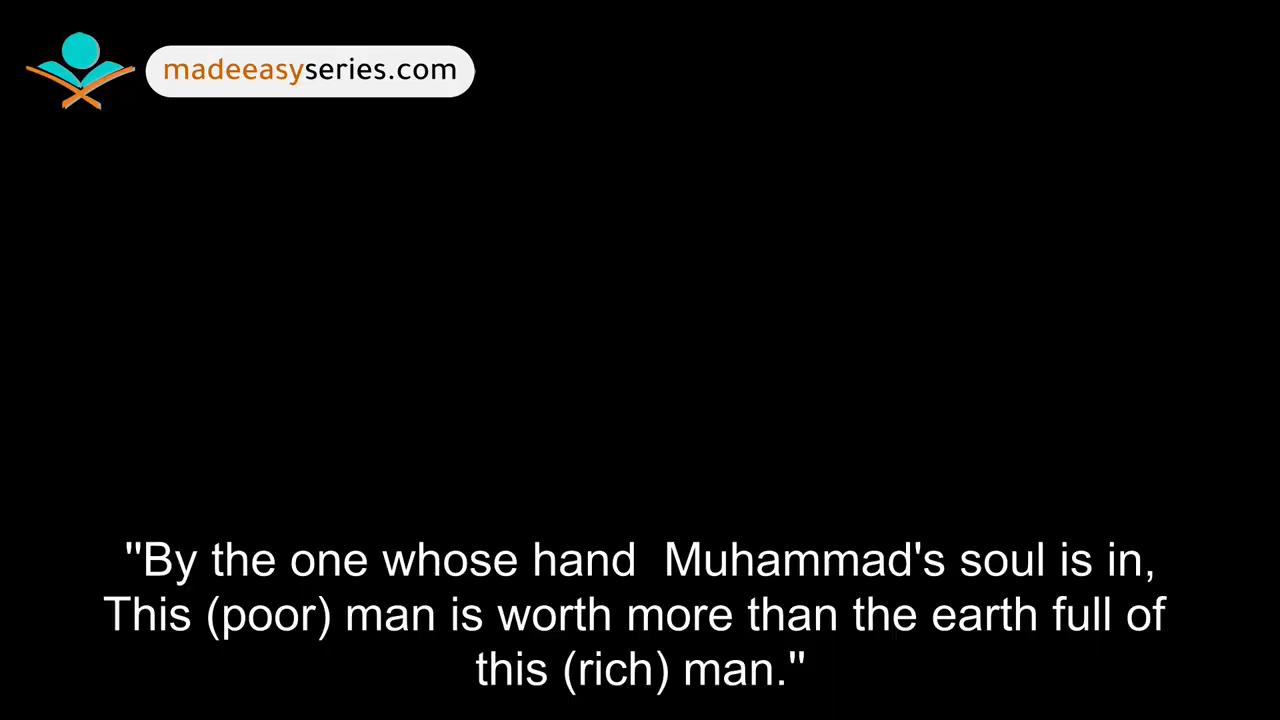 madeeasyseries.com
"By the one whose hand  Muhammad's soul is in,
This (poor) man is worth more than the earth full of
this (rich) man."